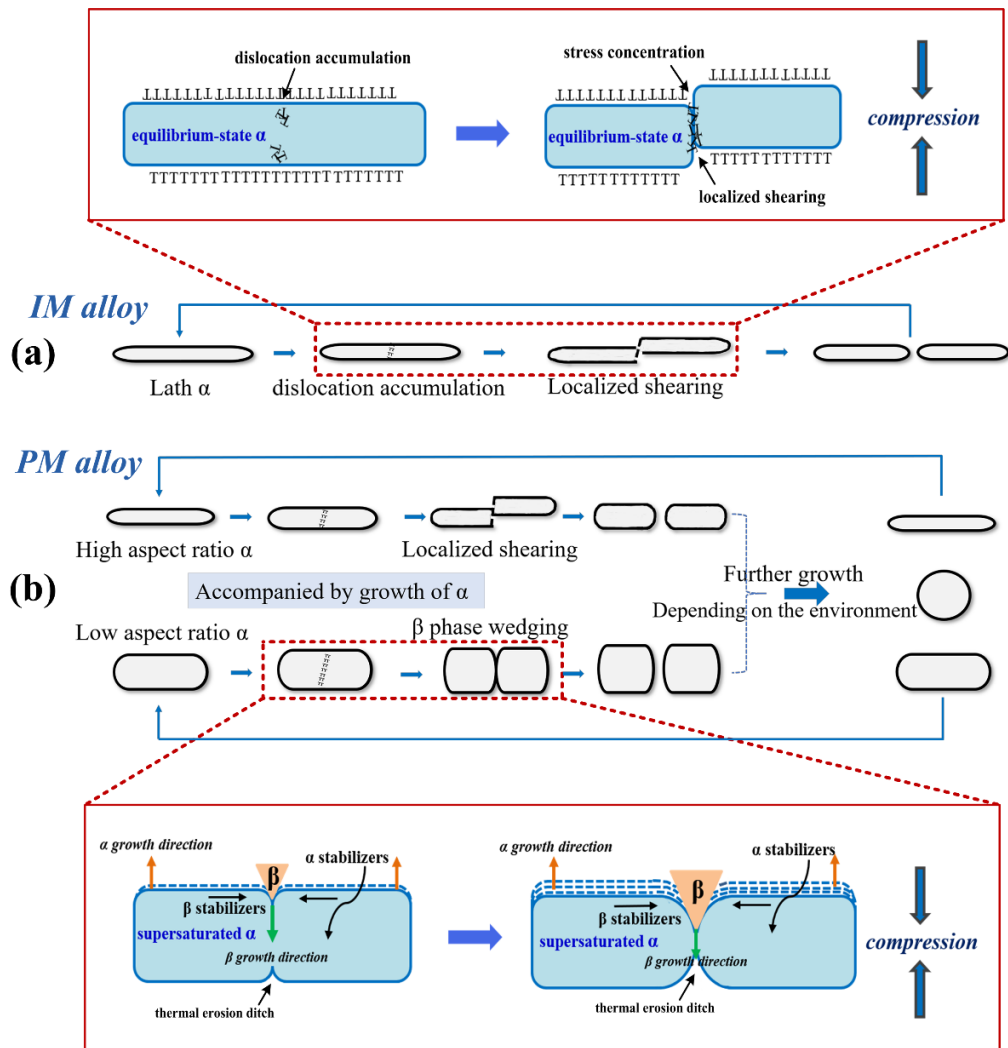 dislocation accumulation
stress concentration
equilibrium-state α
equilibrium-state α
compression
localized shearing
IM alloy
(a)
Lath α
dislocation accumulation
Localized shearing
PM alloy
High aspect ratio α
Localized shearing
(b)
Accompanied by growth of α
Further growth
Depending on the environment
Low aspect ratio α
β phase wedging
α growth direction
β
α stabilizers
β stabilizers
supersaturated α
β growth direction
thermal erosion ditch
α growth direction
β
α stabilizers
β stabilizers
supersaturated α
β growth direction
thermal erosion ditch
compression